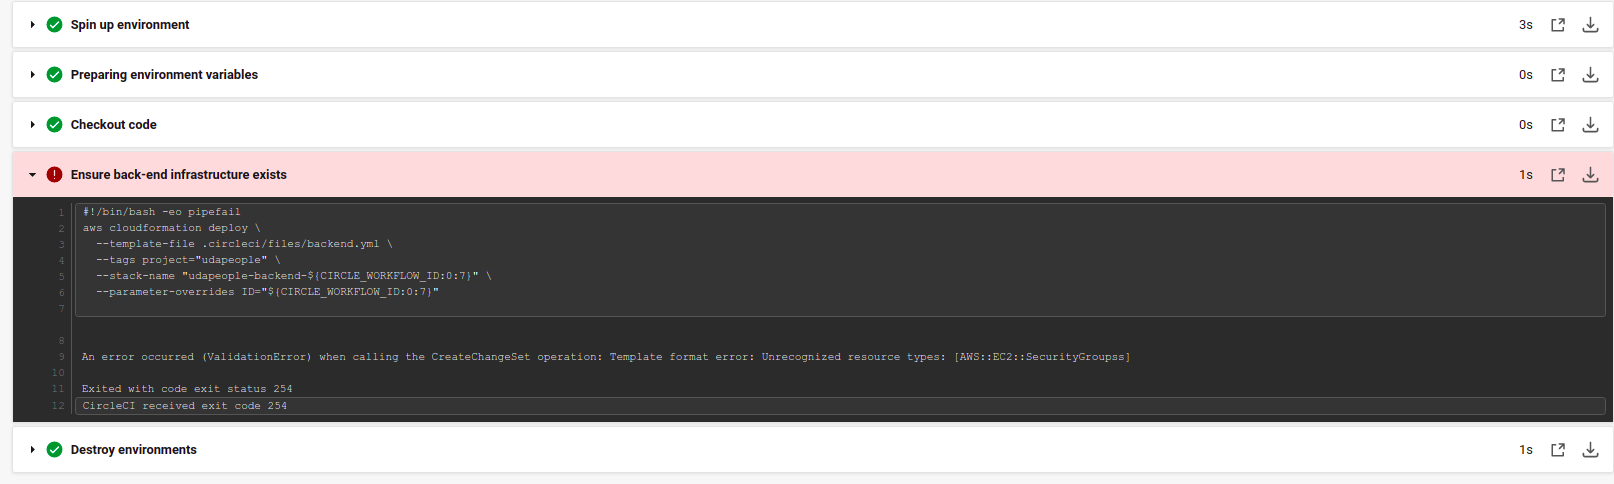 Spin up environment 3s
Preparing environment variables 0s
Checkout code 0s
Ensure back-end infrastructure exists 1s
1 #!/bin/bash -eo pipefail
2 aws cloudformation deploy \
3 --template-file .circleci/files/backend.yml \
4 --tags project="udapeople" \
5 --stack-name "udapeople-backend-${CIRCLE_WORKFLOW_ID:0:7}" \
6 --parameter-overrides ID="${CIRCLE_WORKFLOW_ID:0:7}"
7
8
9 An error occurred (ValidationError) when calling the CreateChangeSet operation: Template format error: Unrecognized resource types: [AWS::EC2::SecurityGroupss]
10
11 Exited with code exit status 254
12 CircleCI received exit code 254
Destroy environments 1s